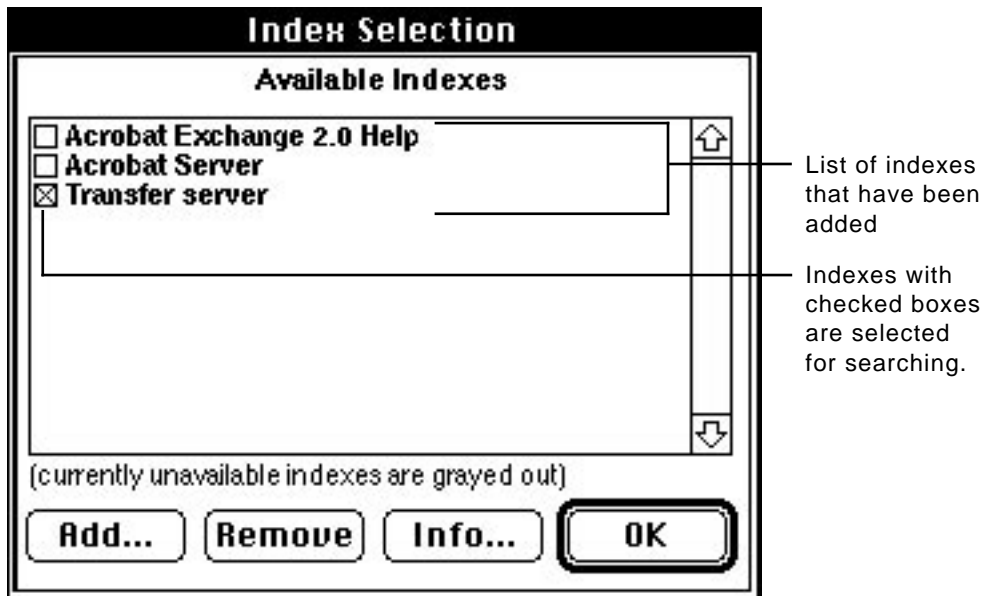 Index Selection
Available Indexes
Acrobat Exchange 2.0 Help
Acrobat Server
Transfer server
List of indexes
that have been
added
Indexes with
checked boxes
are selected
for searching.
(currently unavailable indexes are grayed out)
Add...
Remove
Info...
OK